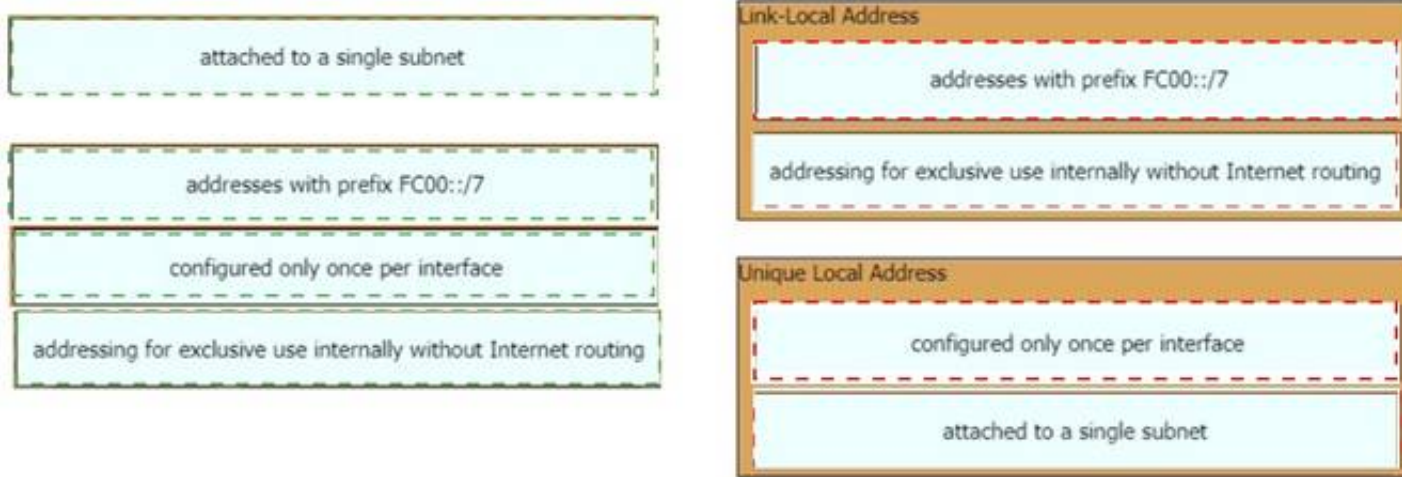 attached to a single subnet
addresses with prefix FC00::/7
configured only once per interface
addressing for exclusive use internally without Internet routing
Link-Local Address
addresses with prefix FC00::/7
addressing for exclusive use internally without Internet routing
Unique Local Address
configured only once per interface
attached to a single subnet